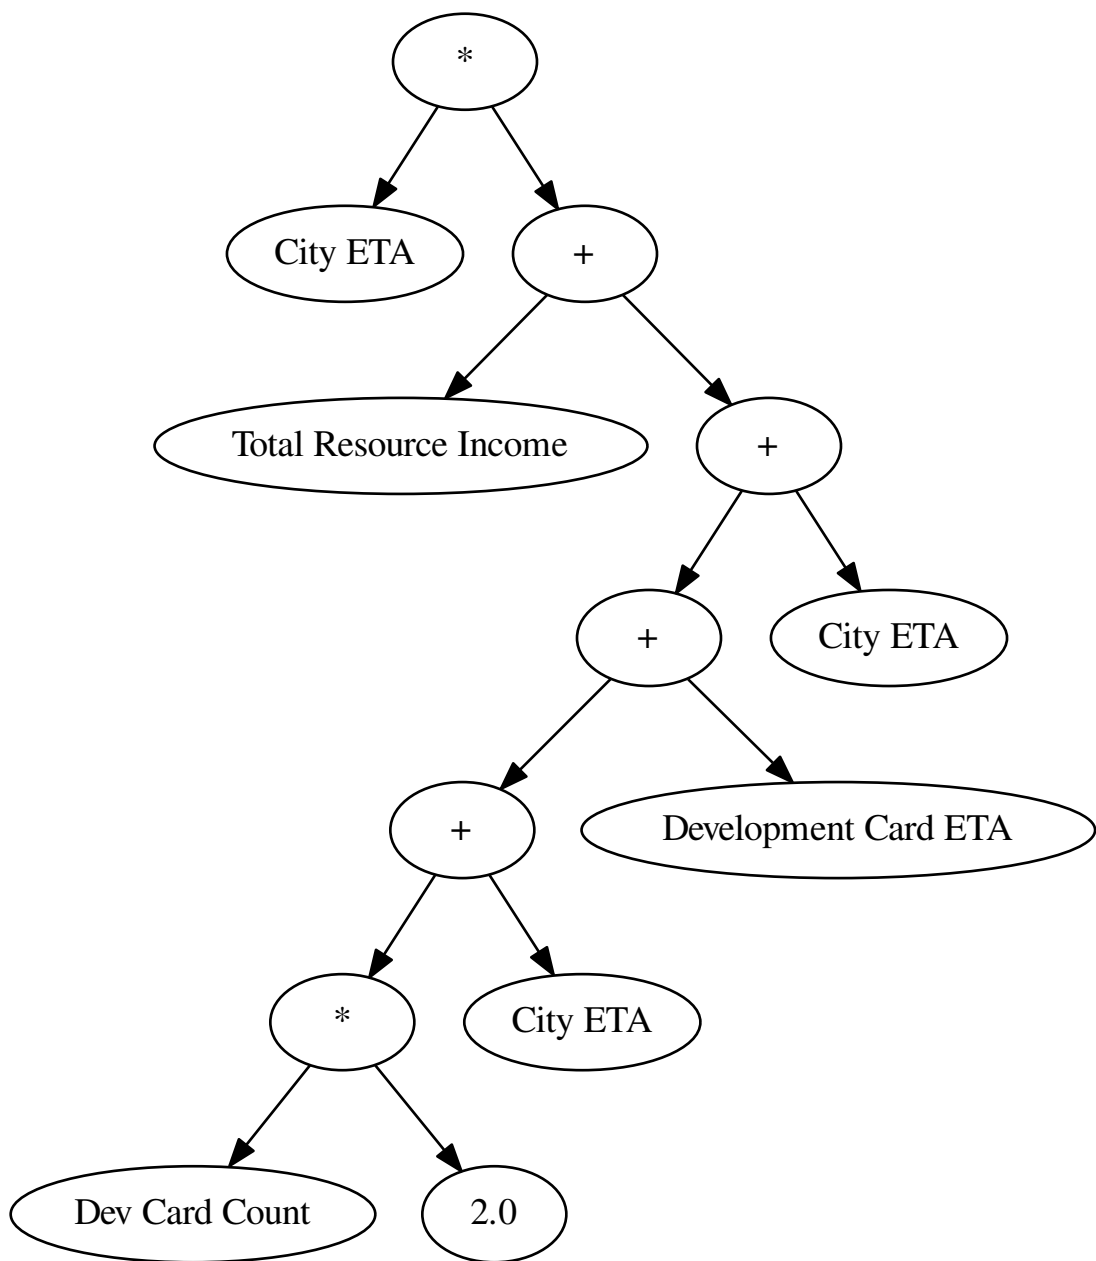 *
City ETA
+
Total Resource Income
+
+
City ETA
+
Development Card ETA
*
City ETA
Dev Card Count
2.0